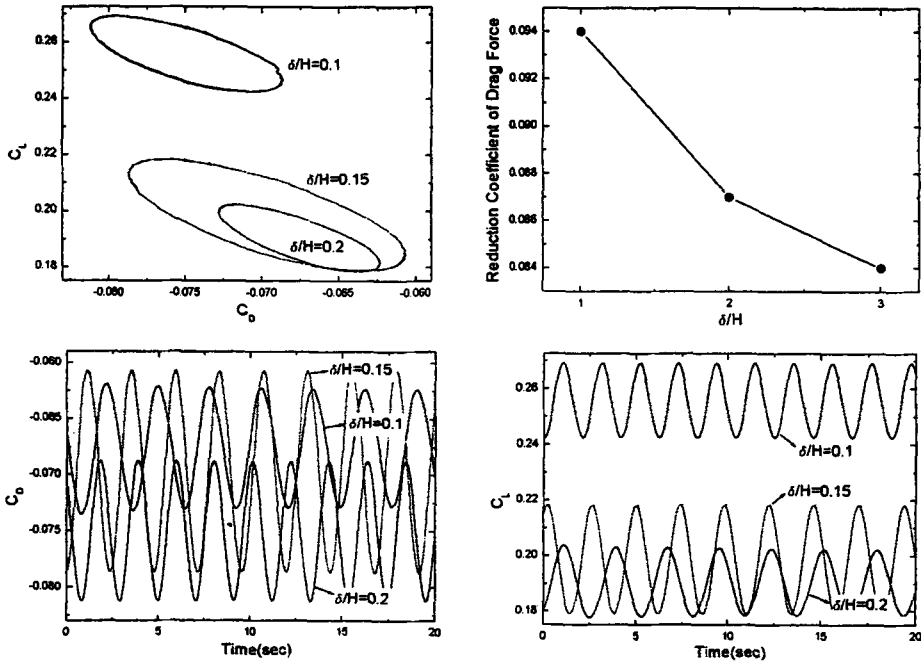 0.26
0.24
0.22
0.20
0.18
C_L
δ/H=0.1
δ/H=0.15
δ/H=0.2
-0.080
-0.075
-0.070
-0.065
-0.060
C_D
0.094
0.092
0.090
0.088
0.086
0.084
Reduction Coefficient of Drag Force
1
2
3
δ/H
-0.060
-0.065
-0.070
-0.075
-0.080
C_D
δ/H=0.15
δ/H=0.1
δ/H=0.2
0
5
10
15
20
Time(sec)
0.26
0.24
0.22
0.20
0.18
C_L
δ/H=0.1
δ/H=0.15
δ/H=0.2
0
5
10
15
20
Time(sec)